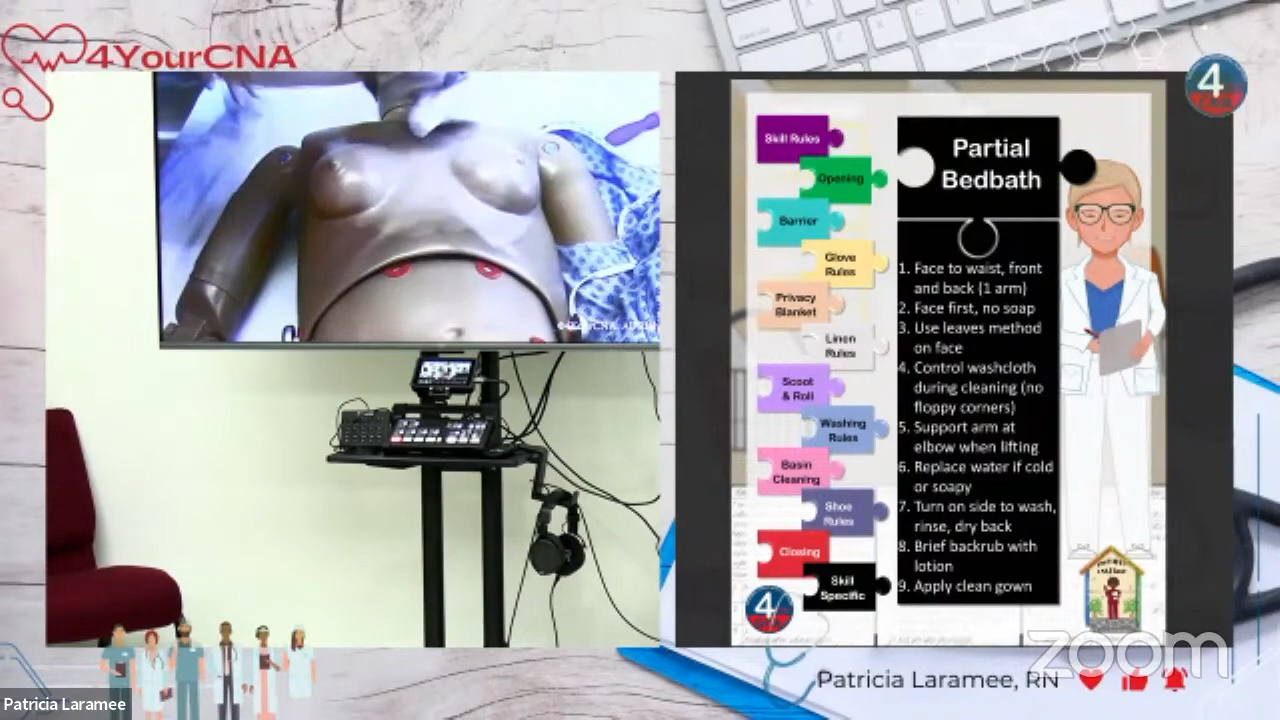 4YourCNA
4
Skill Rules
Opening
Barrier
Glove
Rules
Privacy
Blanket
Linen
Rules
Scoot
& Roll
Washing
Rules
Basin
Cleaning
Shoe
Rules
Closing
Skill
Specific
4
Partial
Bedbath
1. Face to waist, front
and back (1 arm)
2. Face first, no soap
3. Use leaves method
on face
4. Control washcloth
during cleaning (no
floppy corners)
5. Support arm at
elbow when lifting
6. Replace water if cold
or soapy
7. Turn on side to wash,
rinse, dry back
8. Brief backrub with
lotion
9. Apply clean gown
zoom
Patricia Laramee, RN
Patricia Laramee